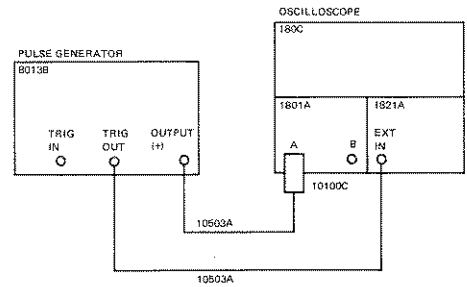 OSCILLOSCOPE
180C
PULSE GENERATOR
8013B
1801A
1821A
TRIG IN
TRIG OUT
OUTPUT (+)
A
B
EXT IN
10100C
10503A
10503A